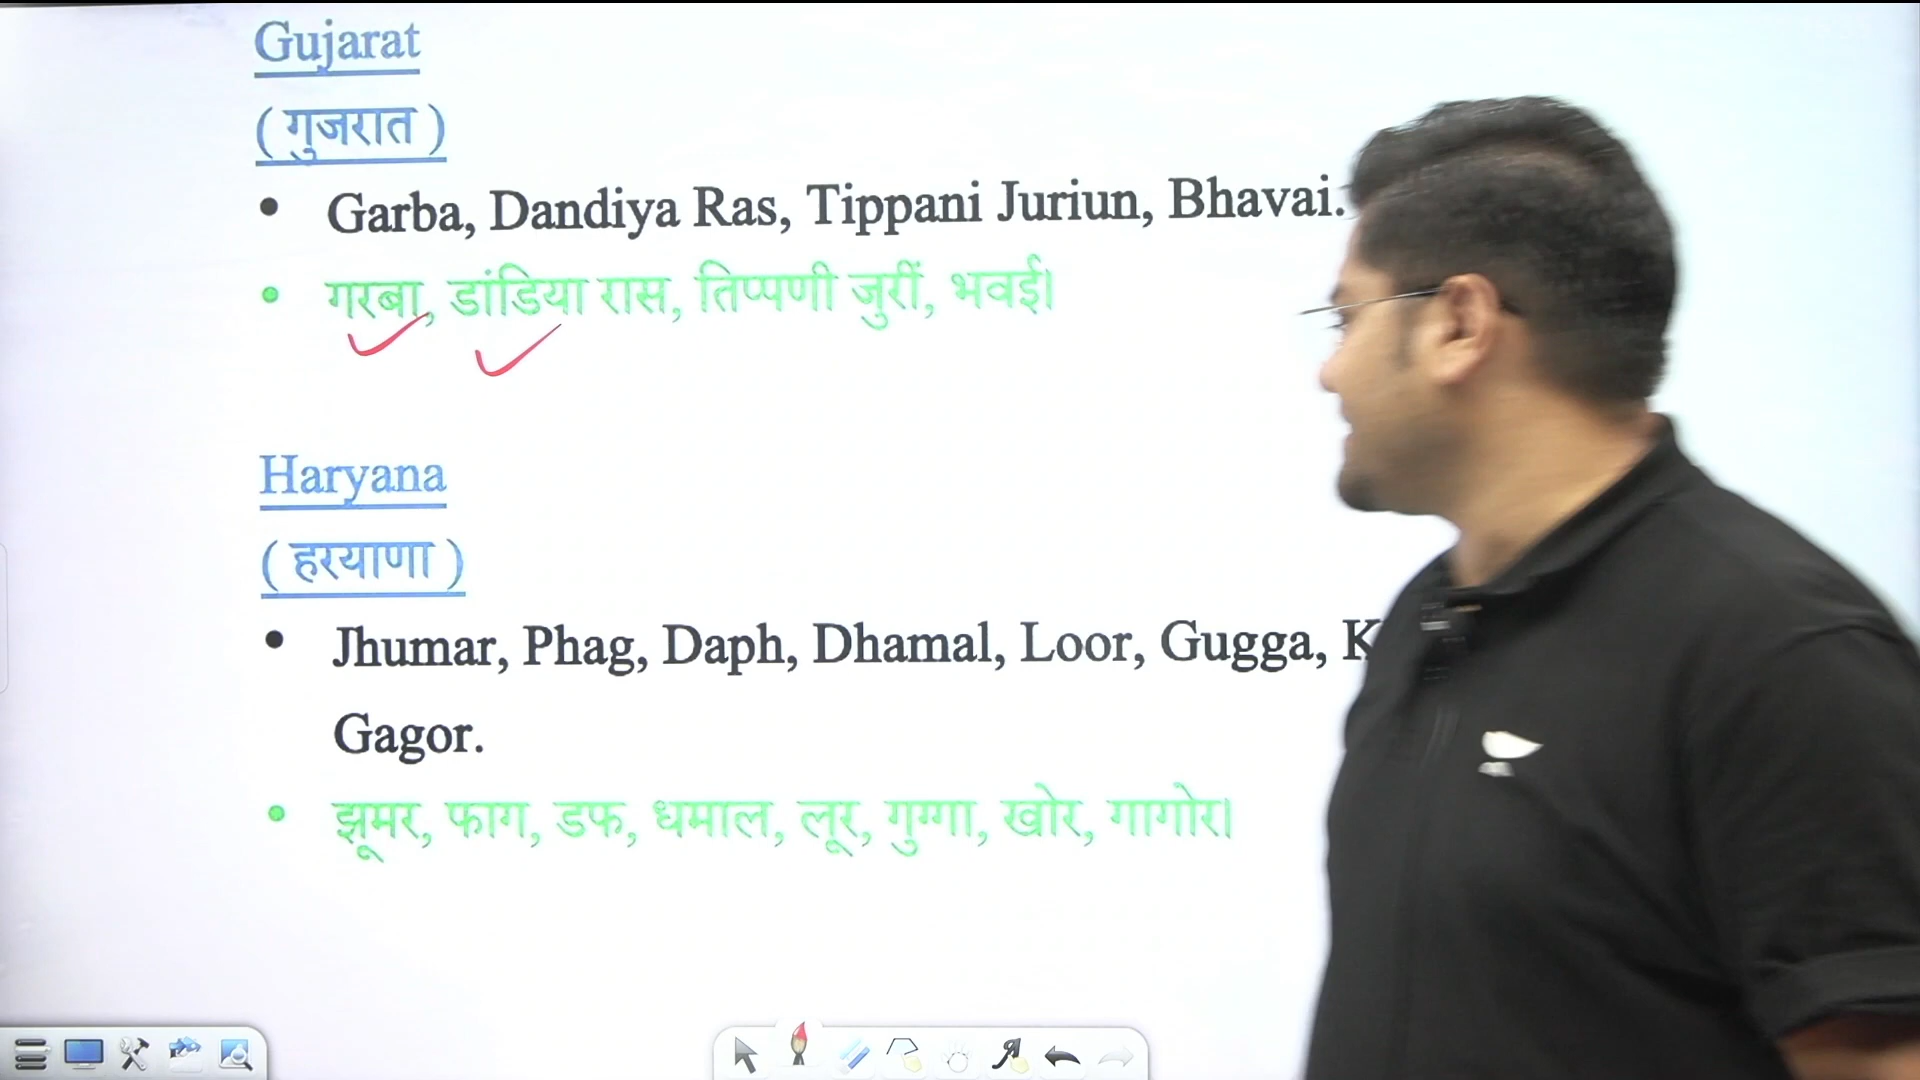 Gujarat
( गुजरात )
• Garba, Dandiya Ras, Tippani Juriun, Bhavai.
• गरबा, डांडिया रास, तिप्पणी जुरीं, भवई।
Haryana
( हरयाणा )
• Jhumar, Phag, Daph, Dhamal, Loor, Gugga,
Gagor.
• झूमर, फाग, डफ, धमाल, लूर, गुग्गा, खोर, गागोर।